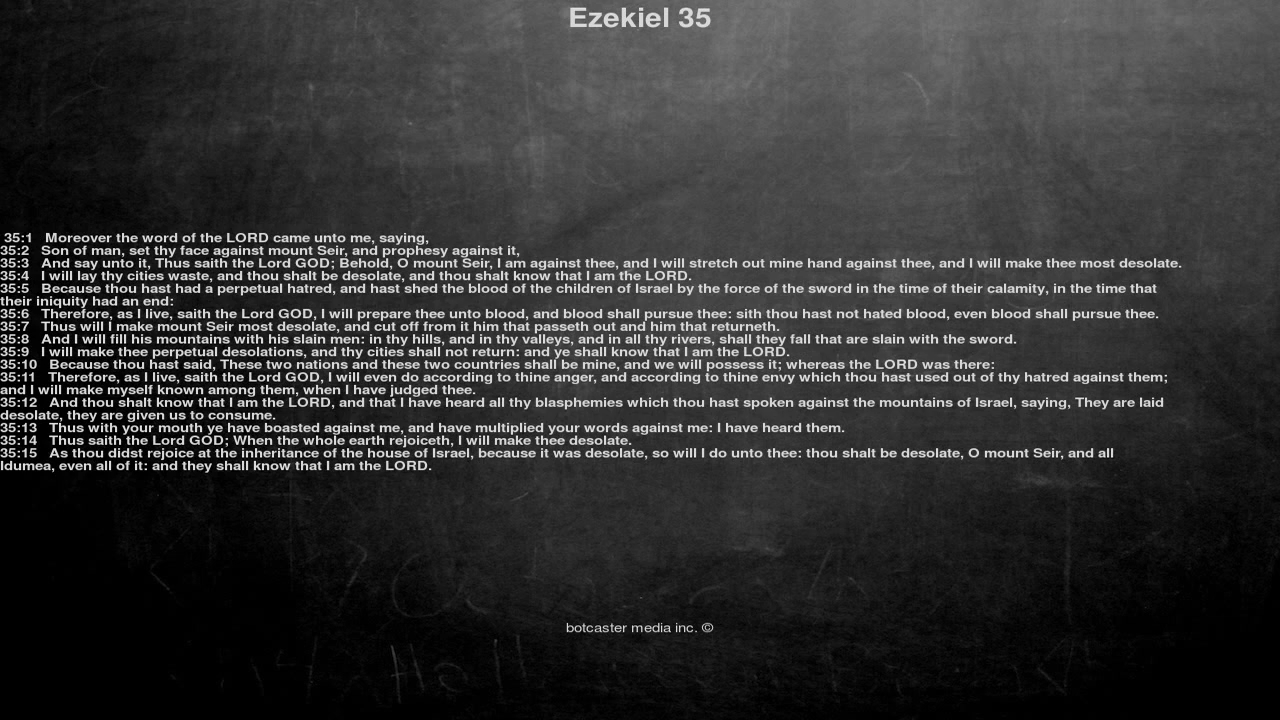 Ezekiel 35
35:1 Moreover the word of the LORD came unto me, saying,
35:2 Son of man, set thy face against mount Seir, and prophesy against it,
35:3 And say unto it, Thus saith the Lord GOD; Behold, O mount Seir, I am against thee, and I will stretch out mine hand against thee, and I will make thee most desolate.
35:4 I will lay thy cities waste, and thou shalt be desolate, and thou shalt know that I am the LORD.
35:5 Because thou hast had a perpetual hatred, and hast shed the blood of the children of Israel by the force of the sword in the time of their calamity, in the time that
their iniquity had an end:
35:6 Therefore, as I live, saith the Lord GOD, I will prepare thee unto blood, and blood shall pursue thee: sith thou hast not hated blood, even blood shall pursue thee.
35:7 Thus will I make mount Seir most desolate, and cut off from it him that passeth out and him that returneth.
35:8 And I will fill his mountains with his slain men: in thy hills, and in thy valleys, and in all thy rivers, shall they fall that are slain with the sword.
35:9 I will make thee perpetual desolations, and thy cities shall not return: and ye shall know that I am the LORD.
35:10 Because thou hast said, These two nations and these two countries shall be mine, and we will possess it; whereas the LORD was there:
35:11 Therefore, as I live, saith the Lord GOD, I will even do according to thine anger, and according to thine envy which thou hast used out of thy hatred against them;
and I will make myself known among them, when I have judged thee.
35:12 And thou shalt know that I am the LORD, and that I have heard all thy blasphemies which thou hast spoken against the mountains of Israel, saying, They are laid
desolate, they are given us to consume.
35:13 Thus with your mouth ye have boasted against me, and have multiplied your words against me: I have heard them.
35:14 Thus saith the Lord GOD; When the whole earth rejoiceth, I will make thee desolate.
35:15 As thou didst rejoice at the inheritance of the house of Israel, because it was desolate, so will I do unto thee: thou shalt be desolate, O mount Seir, and all
Idumea, even all of it: and they shall know that I am the LORD.
botcaster media inc. ©